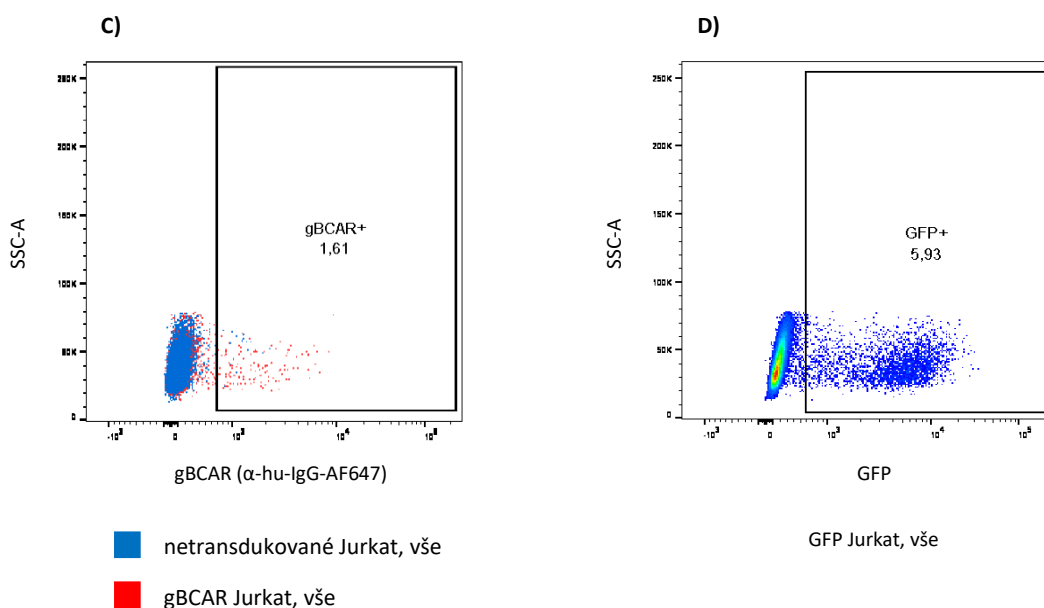 C)
D)
SSC-A
250K
200K
150K
100K
50K
0
gBCAR+
1,61
-10³ 0 10³ 10⁴ 10⁵
gBCAR (α-hu-IgG-AF647)
netransdukované Jurkat, vše
gBCAR Jurkat, vše
SSC-A
250K
200K
150K
100K
50K
0
GFP+
5,93
-10³ 0 10³ 10⁴ 10⁵
GFP
GFP Jurkat, vše